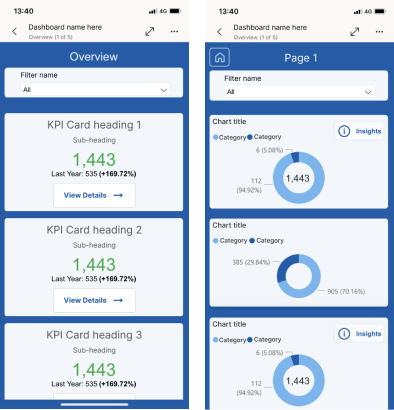 13:40
4G
Dashboard name here
Overview (1 of 5)
Overview
Filter name
All
KPI Card heading 1
Sub-heading
1,443
Last Year: 535 (+169.72%)
View Details →
KPI Card heading 2
Sub-heading
1,443
Last Year: 535 (+169.72%)
View Details →
KPI Card heading 3
Sub-heading
1,443
Last Year: 535 (+169.72%)
13:40
4G
Dashboard name here
Overview (1 of 5)
Page 1
Filter name
All
Chart title
Insights
Category Category
6 (5.08%)
112
(94.92%)
1,443
Chart title
Category Category
385 (29.84%)
905 (70.16%)
Chart title
Insights
Category Category
6 (5.08%)
112
(94.92%)
1,443